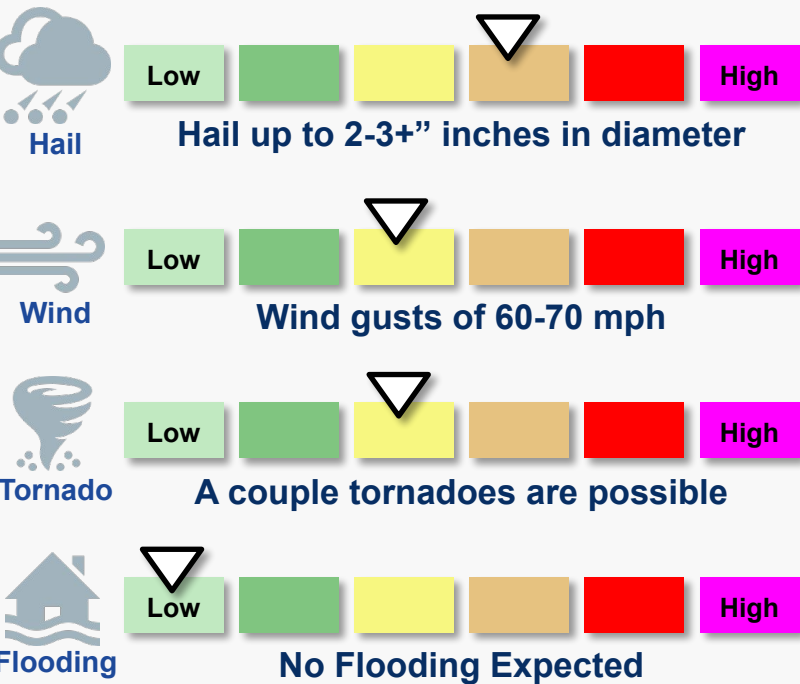 Low High
Hail
Hail up to 2-3+” inches in diameter
Low High
Wind
Wind gusts of 60-70 mph
Low High
Tornado
A couple tornadoes are possible
Low High
Flooding
No Flooding Expected